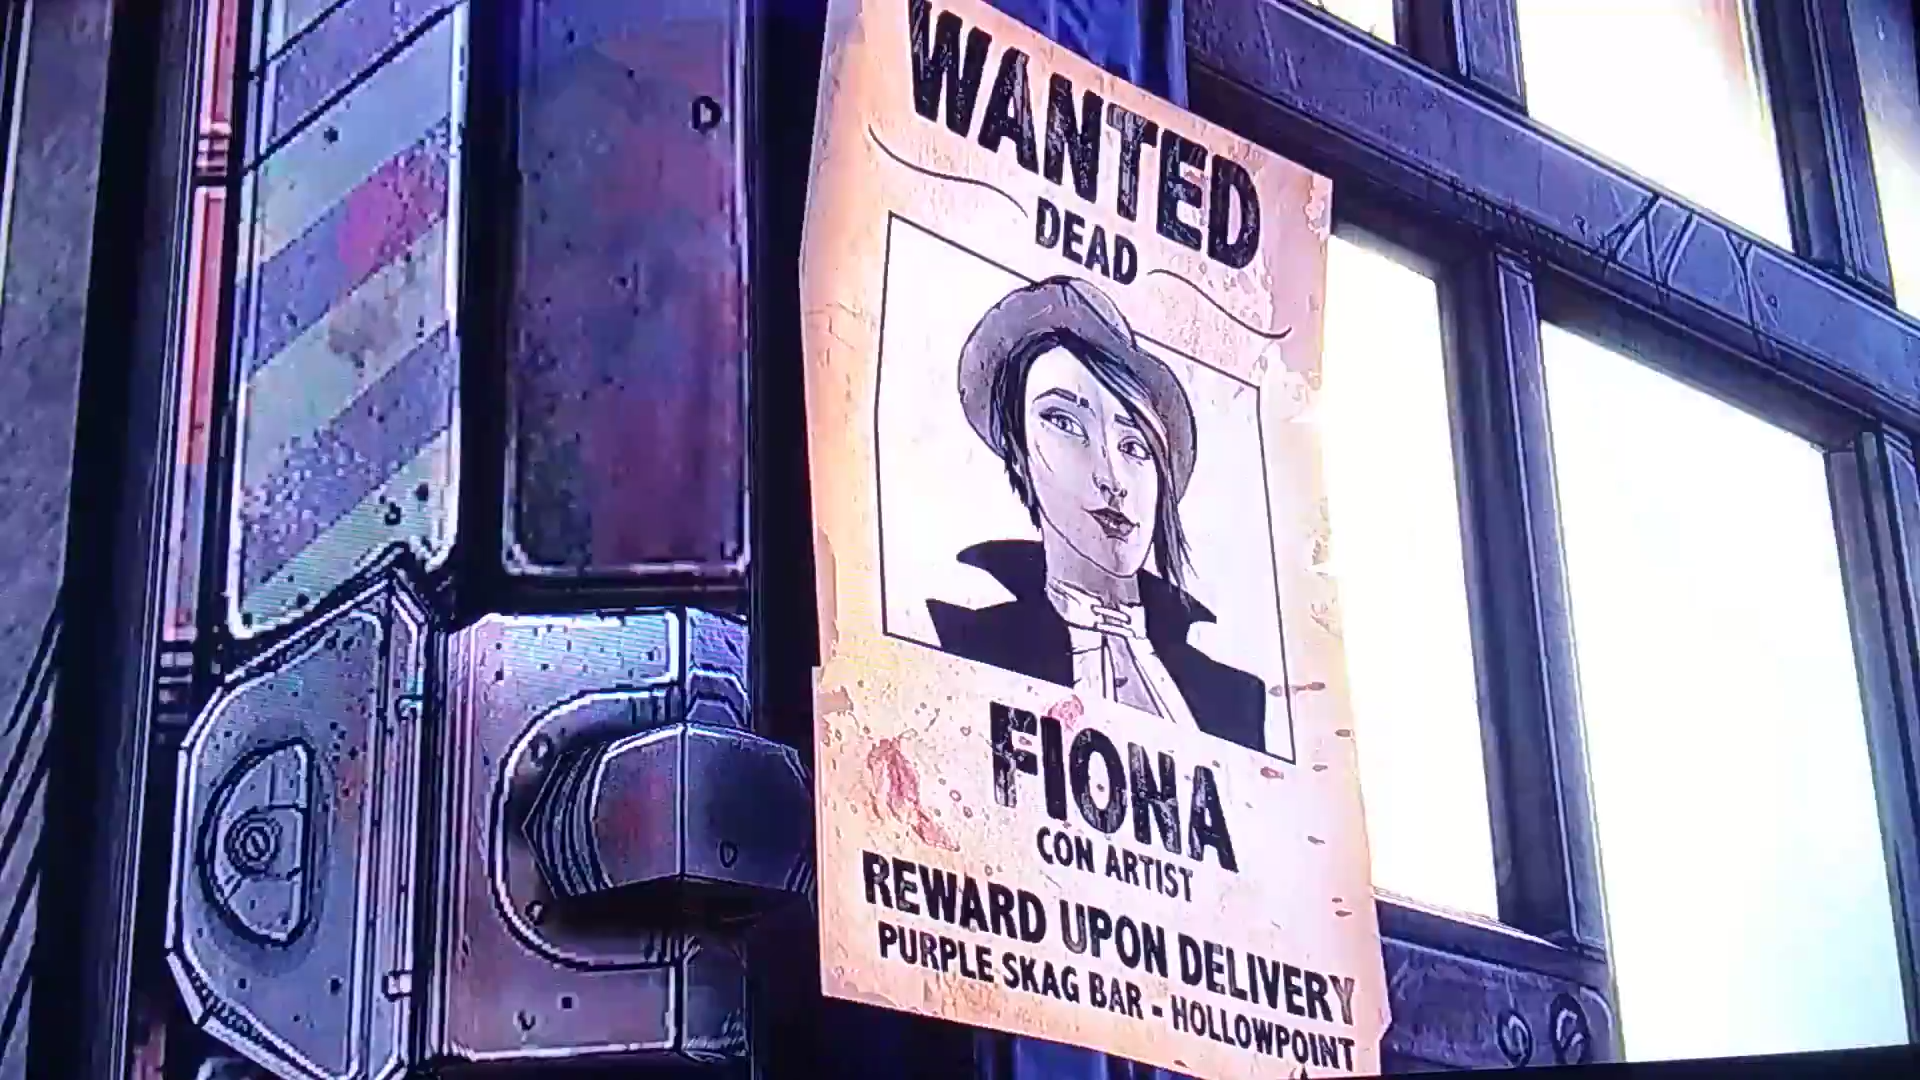 WANTED
DEAD
FIONA
CON ARTIST
REWARD UPON DELIVERY
PURPLE SKAG BAR - HOLLOWPOINT